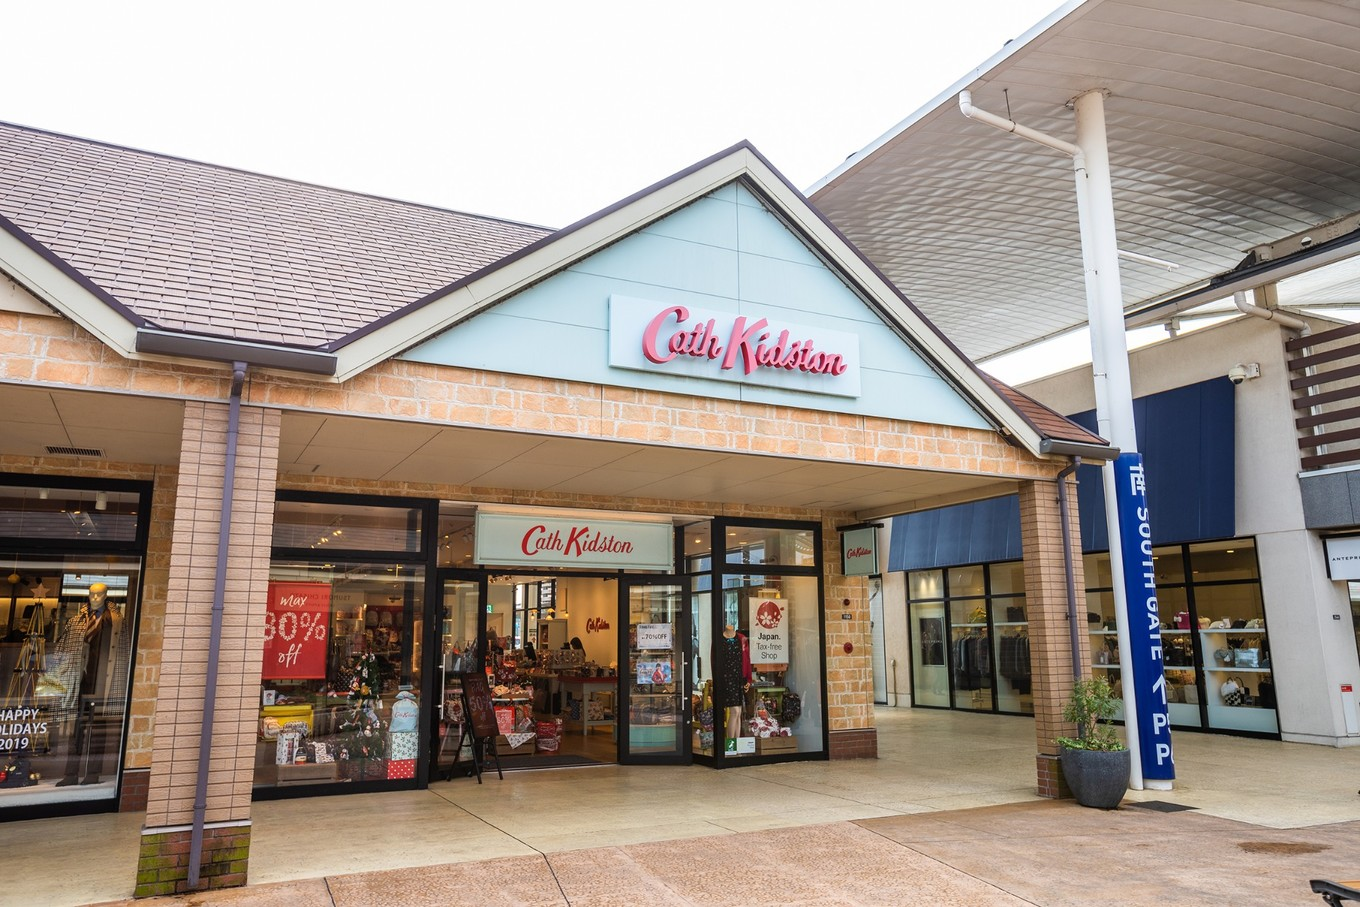 Cath Kidston
Cath Kidston
Cath Kidston
Cath Kidston
max
80%
off
70%OFF
Japan.
Tax-free
Shop
HAPPY
HOLIDAYS
2019
SOUTH GATE
P